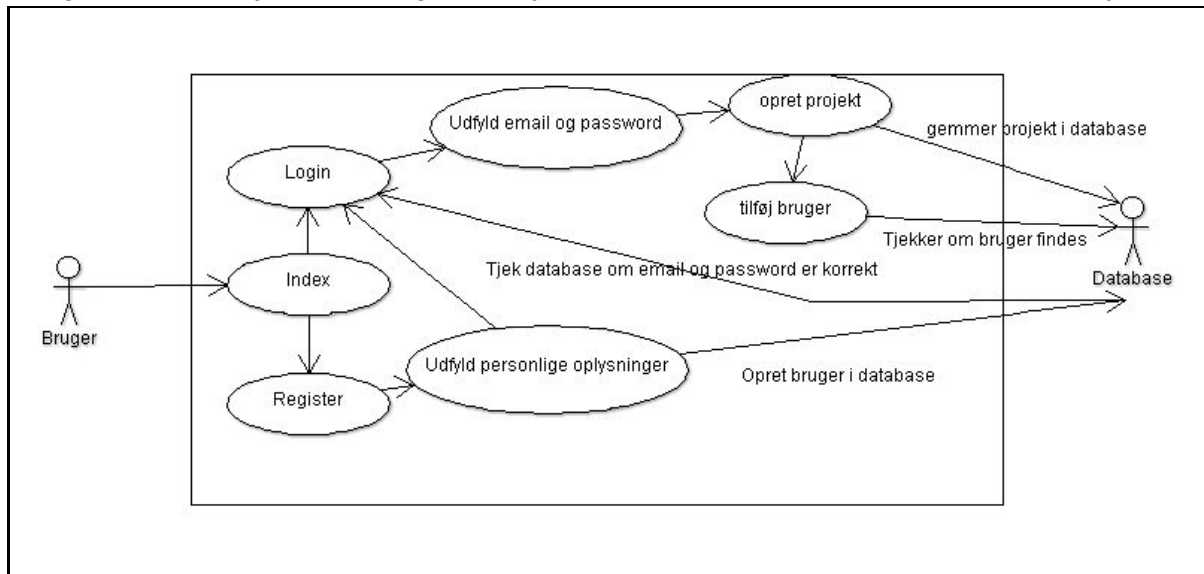 opret projekt
Udfyld email og password
gemmer projekt i database
Login
tilføj bruger
Tjekker om bruger findes
Tjek database om email og password er korrekt
Index
Database
Bruger
Udfyld personlige oplysninger
Opret bruger i database
Register